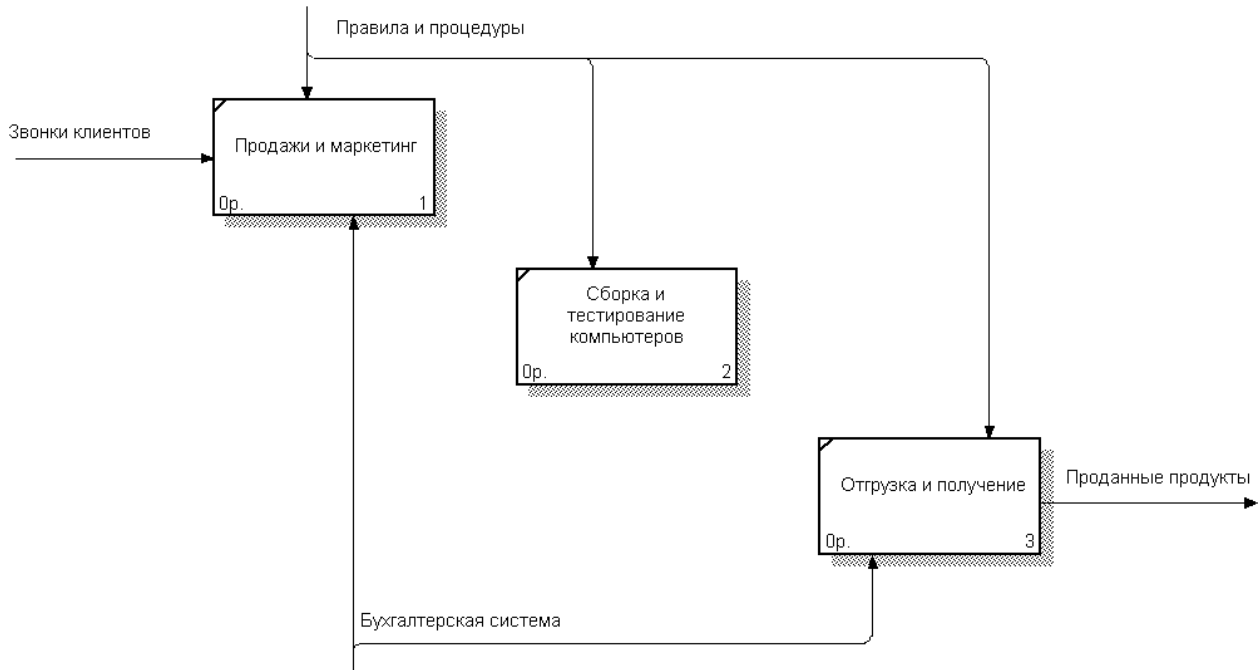 Правила и процедуры
Звонки клиентов
Продажи и маркетинг
0р. 1
Сборка и
тестирование
компьютеров
0р. 2
Отгрузка и получение
0р. 3
Проданные продукты
Бухгалтерская система